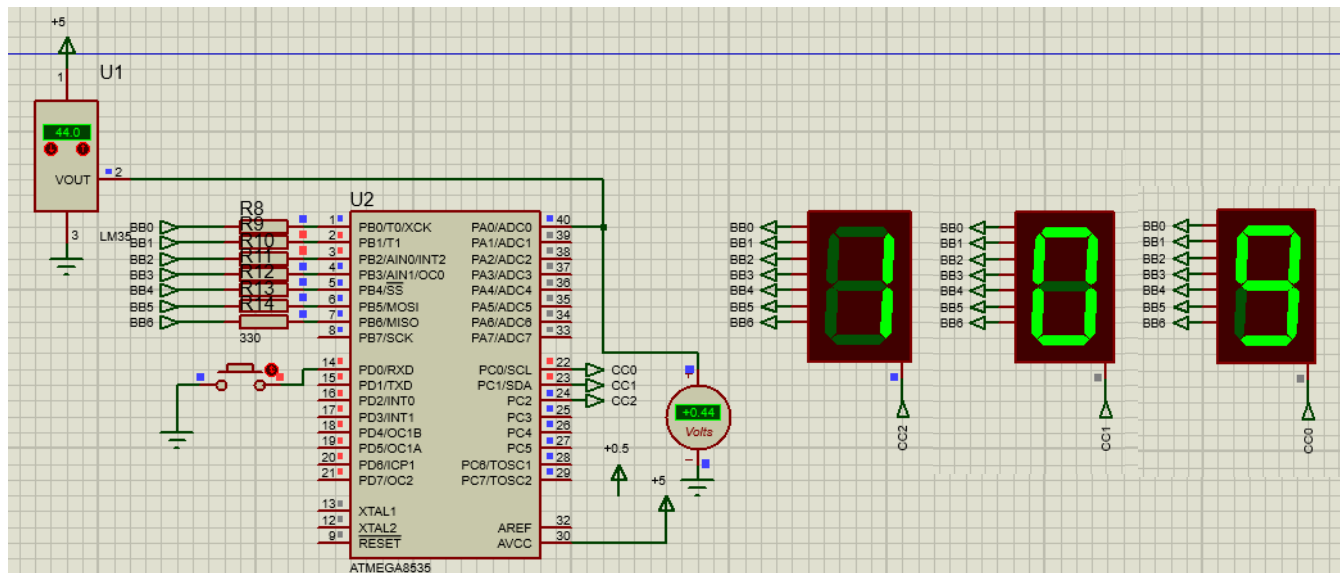 +5
U1
1
44.0
2
VOUT
3
LM35
R8
R9
R10
R11
R12
R13
R14
330
BB0
BB1
BB2
BB3
BB4
BB5
BB6
U2
1 PB0/T0/XCK PA0/ADC0 40
2 PB1/T1 PA1/ADC1 39
3 PB2/AIN0/INT2 PA2/ADC2 38
4 PB3/AIN1/OC0 PA3/ADC3 37
5 PB4/SS PA4/ADC4 36
6 PB5/MOSI PA5/ADC5 35
7 PB6/MISO PA6/ADC6 34
8 PB7/SCK PA7/ADC7 33
14 PD0/RXD PC0/SCL 22 CC0
15 PD1/TXD PC1/SDA 23 CC1
16 PD2/INT0 PC2 24 CC2
17 PD3/INT1 PC3 25
18 PD4/OC1B PC4 26
19 PD5/OC1A PC5 27
20 PD6/ICP1 PC6/TOSC1 28
21 PD7/OC2 PC7/TOSC2 29
13 XTAL1
12 XTAL2 AREF 32
9 RESET AVCC 30
ATMEGA8535
+0.5
+5
+0.44
Volts
BB0
BB1
BB2
BB3
BB4
BB5
BB6
1
CC2
BB0
BB1
BB2
BB3
BB4
BB5
BB6
0
CC1
BB0
BB1
BB2
BB3
BB4
BB5
BB6
9
CC0